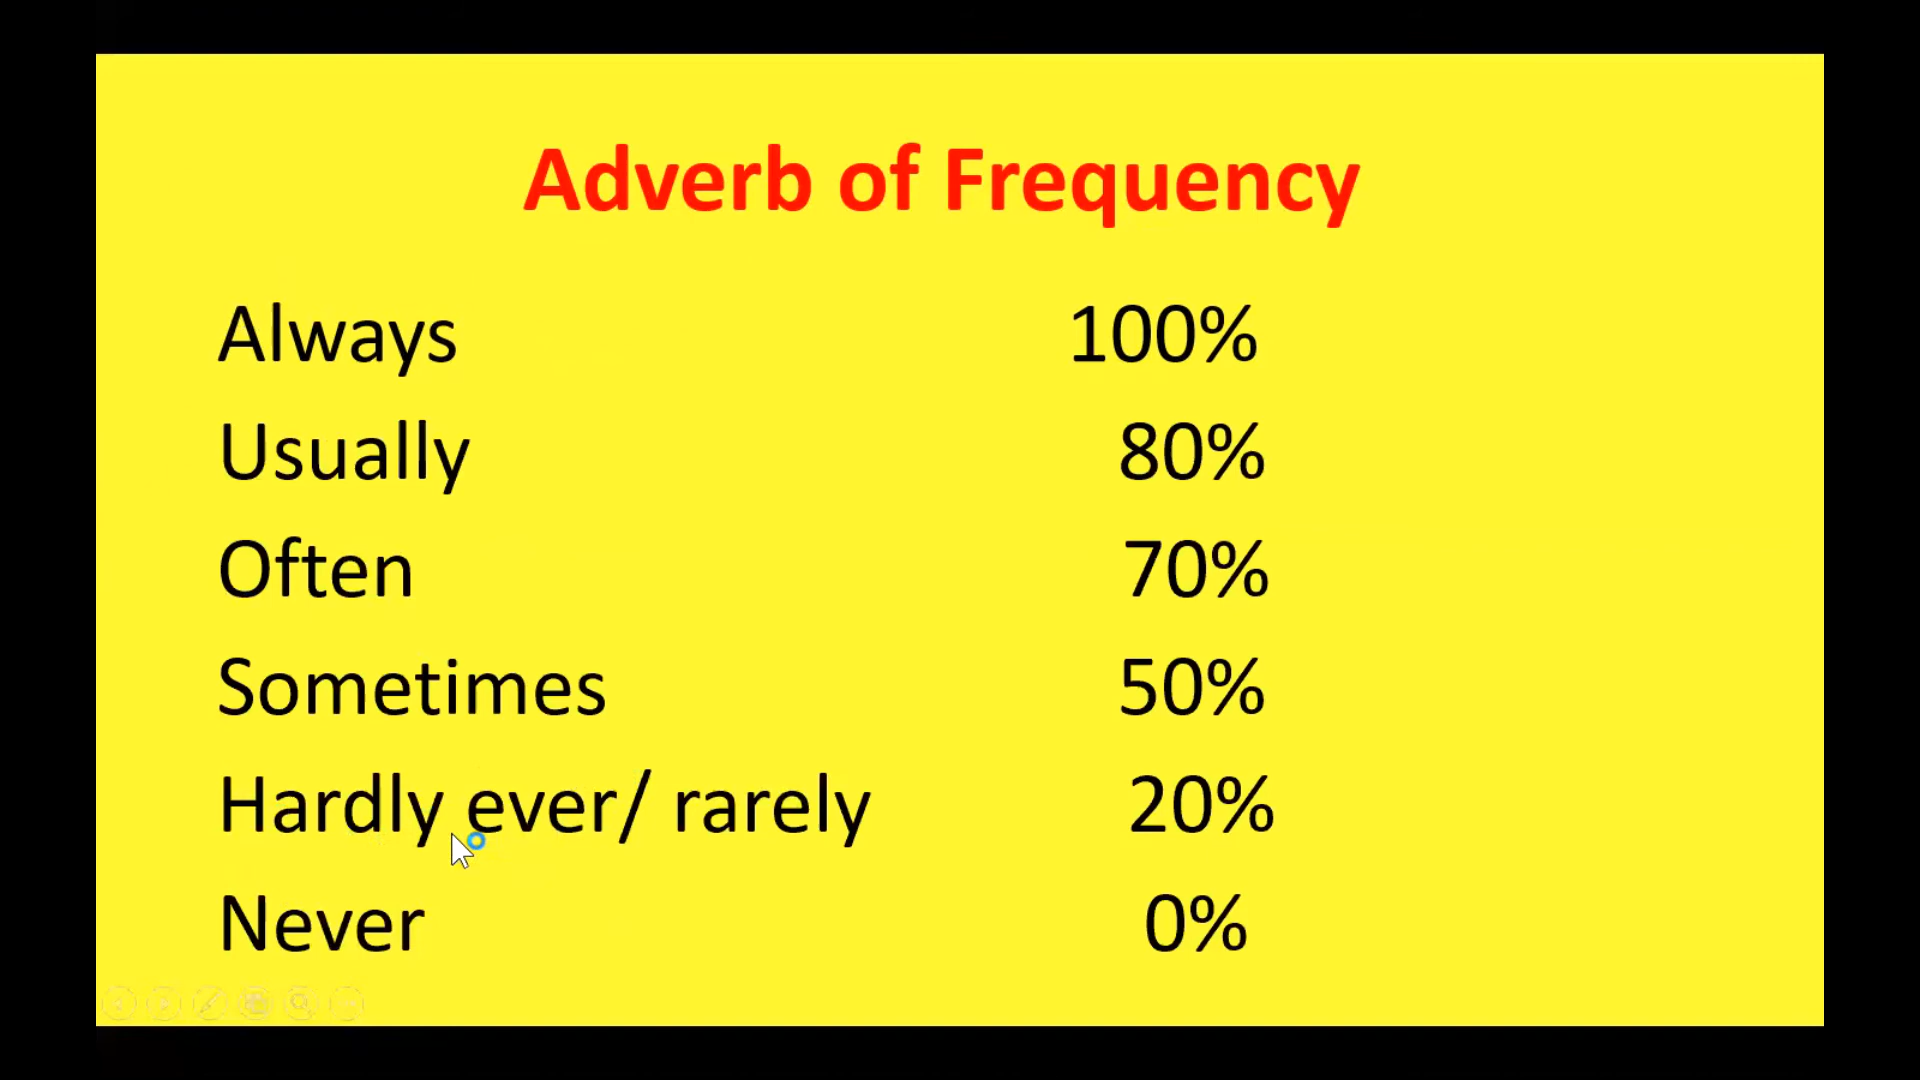 Adverb of Frequency
Always 100%
Usually 80%
Often 70%
Sometimes 50%
Hardly ever/ rarely 20%
Never 0%